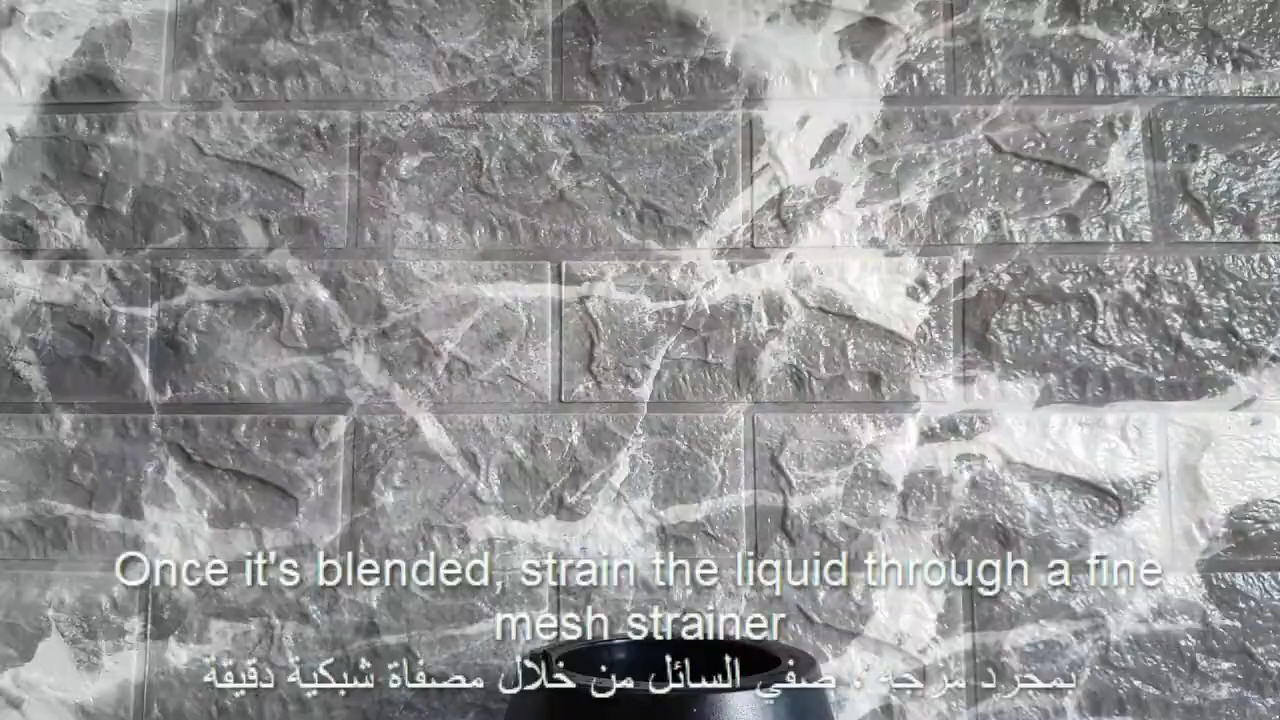 Once it's blended, strain the liquid through a fine
mesh strainer
بمجرد مزجه ، صفي السائل من خلال مصفاة شبكية دقيقة